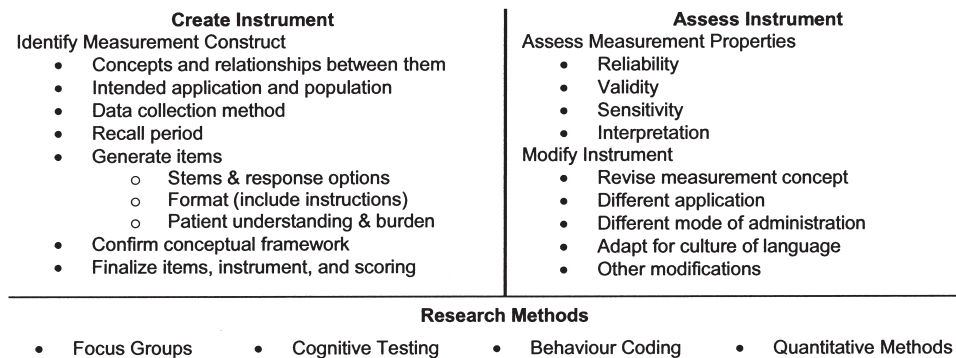 Create Instrument
Identify Measurement Construct
• Concepts and relationships between them
• Intended application and population
• Data collection method
• Recall period
• Generate items
o Stems & response options
o Format (include instructions)
o Patient understanding & burden
• Confirm conceptual framework
• Finalize items, instrument, and scoring
Assess Instrument
Assess Measurement Properties
• Reliability
• Validity
• Sensitivity
• Interpretation
Modify Instrument
• Revise measurement concept
• Different application
• Different mode of administration
• Adapt for culture of language
• Other modifications
Research Methods
• Focus Groups • Cognitive Testing • Behaviour Coding • Quantitative Methods